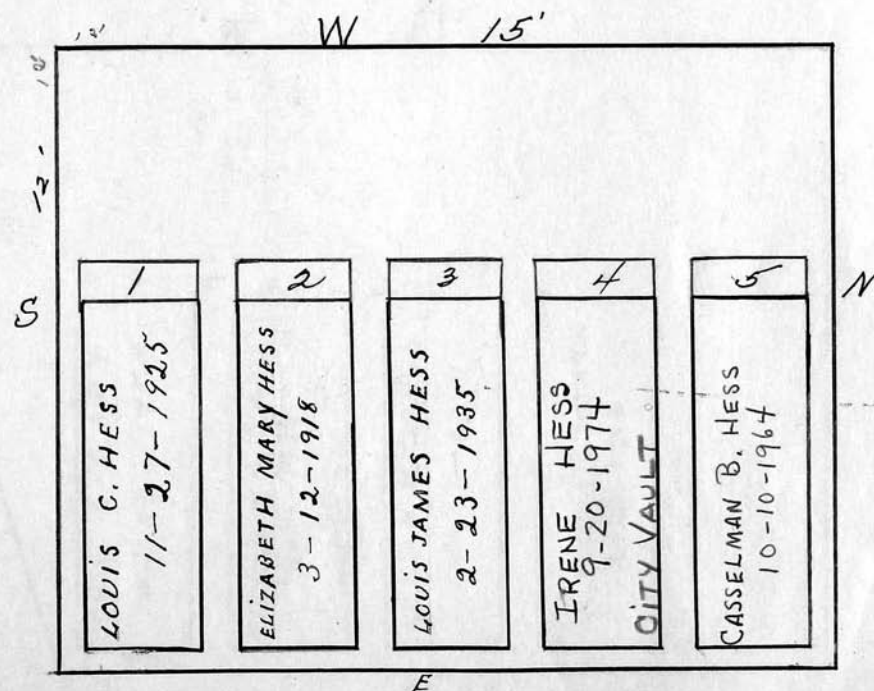 W 15'
12'
S
N
1
LOUIS C. HESS
11-27-1925
2
ELIZABETH MARY HESS
3-12-1918
3
LOUIS JAMES HESS
2-23-1935
4
IRENE HESS
9-20-1974
CITY VAULT
5
CASSELMAN B. HESS
10-10-1964
E